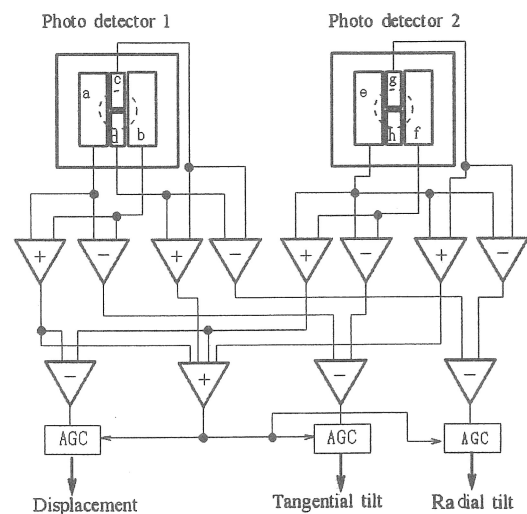 Photo detector 1 Photo detector 2
c g
a e
d b h f
+ − + − + − + −
− + − −
AGC AGC AGC
Displacement Tangential tilt Radial tilt